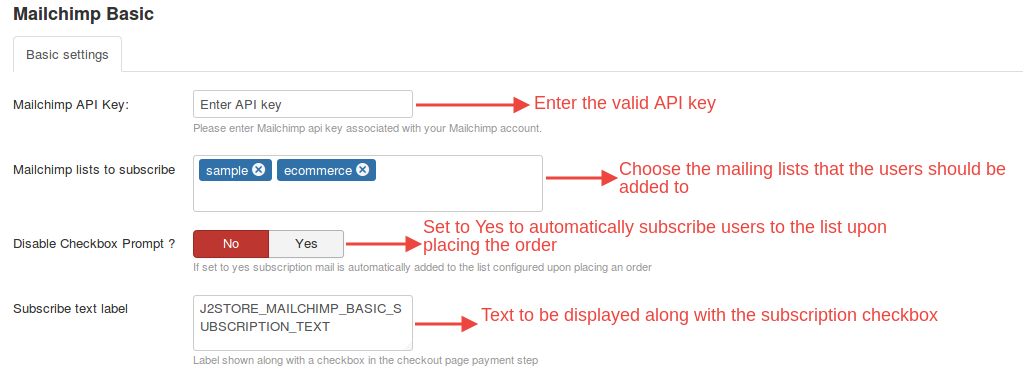 Mailchimp Basic
Basic settings
Mailchimp API Key:
Enter API key
Enter the valid API key
Please enter Mailchimp api key associated with your Mailchimp account.
Mailchimp lists to subscribe
sample
ecommerce
Choose the mailing lists that the users should be
added to
Disable Checkbox Prompt ?
No
Yes
Set to Yes to automatically subscribe users to the list upon
placing the order
If set to yes subscription mail is automatically added to the list configured upon placing an order
Subscribe text label
J2STORE_MAILCHIMP_BASIC_S
UBSCRIPTION_TEXT
Text to be displayed along with the subscription checkbox
Label shown along with a checkbox in the checkout page payment step